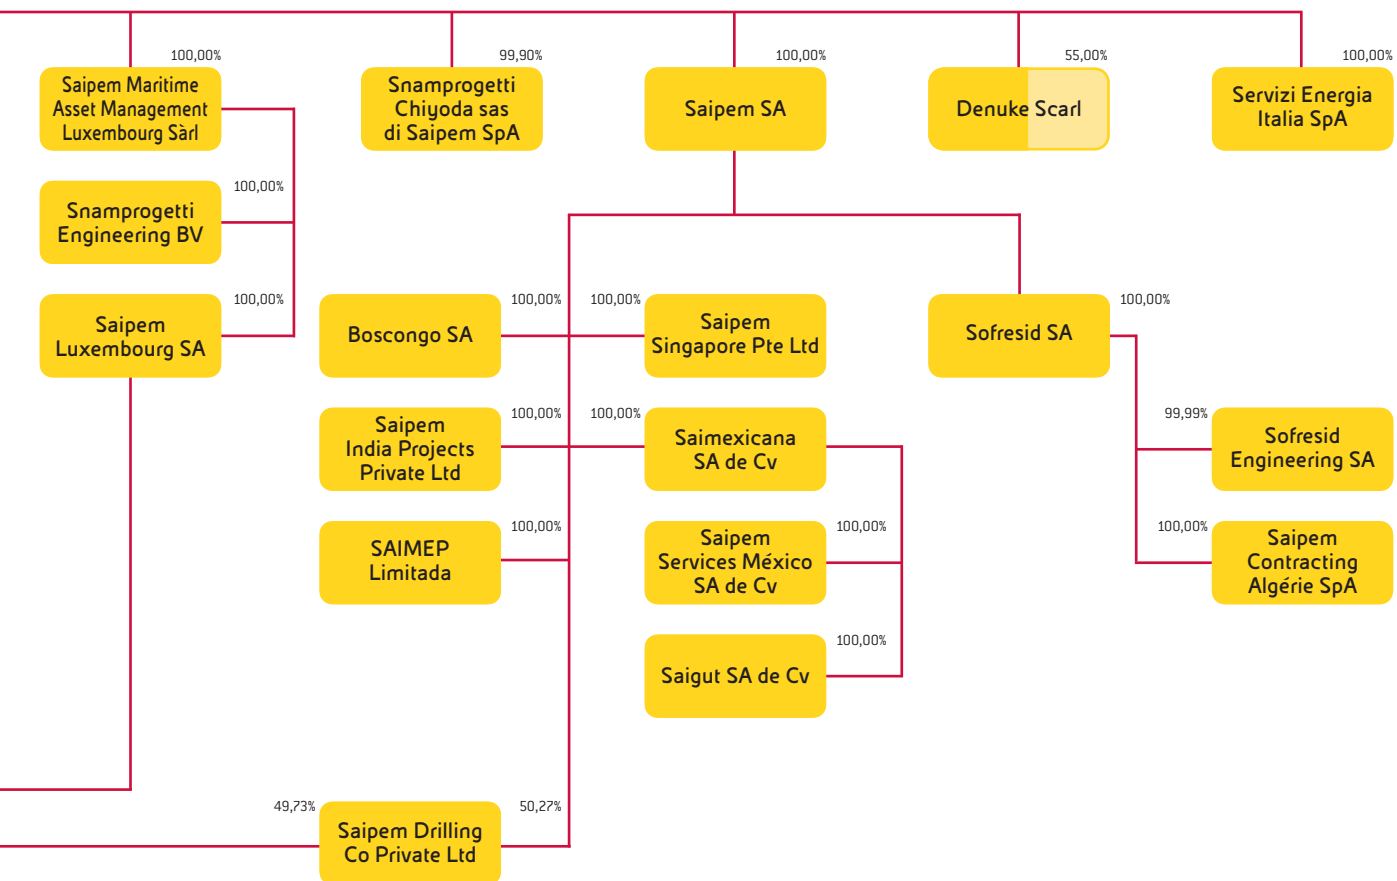 100,00%
99,90%
100,00%
55,00%
100,00%
Saipem Maritime
Asset Management
Luxembourg Sàrl
Snamprogetti
Chiyoda sas
di Saipem SpA
Saipem SA
Denuke Scarl
Servizi Energia
Italia SpA
100,00%
Snamprogetti
Engineering BV
100,00%
Saipem
Luxembourg SA
100,00%
Boscongo SA
100,00%
Saipem
Singapore Pte Ltd
100,00%
Sofresid SA
100,00%
Saipem
India Projects
Private Ltd
100,00%
Saimexicana
SA de Cv
99,99%
Sofresid
Engineering SA
100,00%
SAIMEP
Limitada
100,00%
Saipem
Services México
SA de Cv
100,00%
Saipem
Contracting
Algérie SpA
100,00%
Saigut SA de Cv
49,73%
50,27%
Saipem Drilling
Co Private Ltd